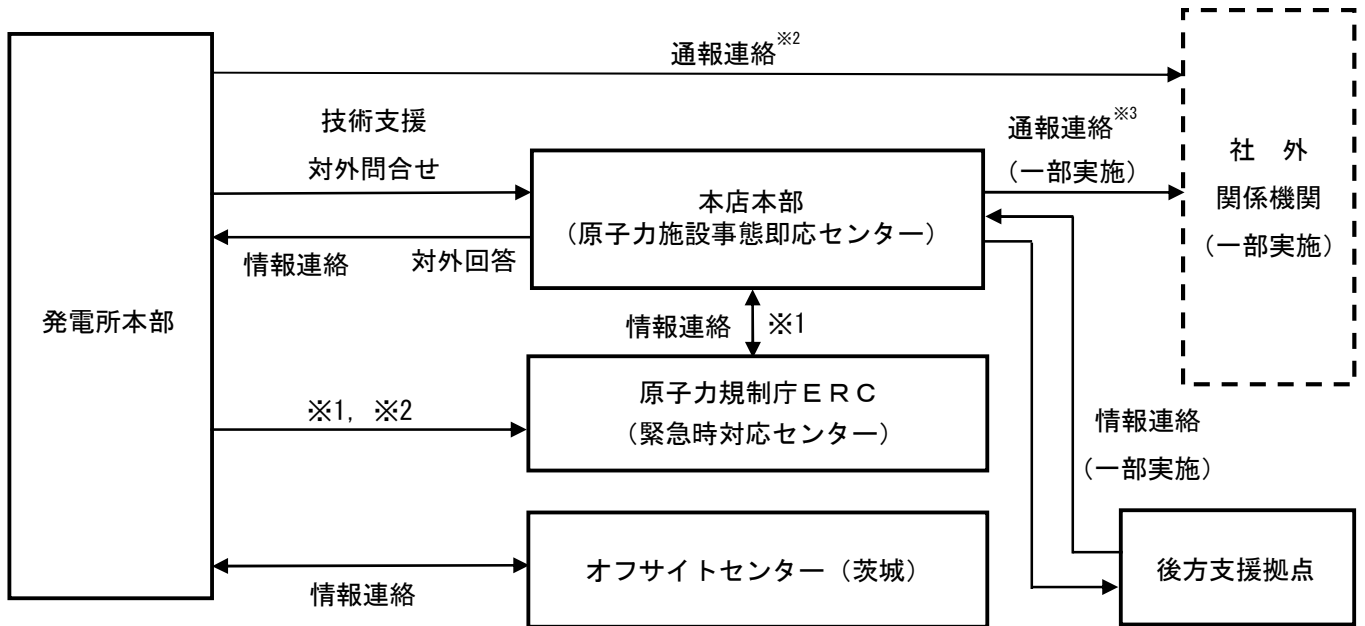 通報連絡※2
技術支援
対外問合せ
通報連絡※3
(一部実施)
社 外
関係機関
(一部実施)
本店本部
(原子力施設事態即応センター)
情報連絡
対外回答
発電所本部
情報連絡 ※1
原子力規制庁ERC
(緊急時対応センター)
※1, ※2
情報連絡
(一部実施)
オフサイトセンター(茨城)
後方支援拠点
情報連絡